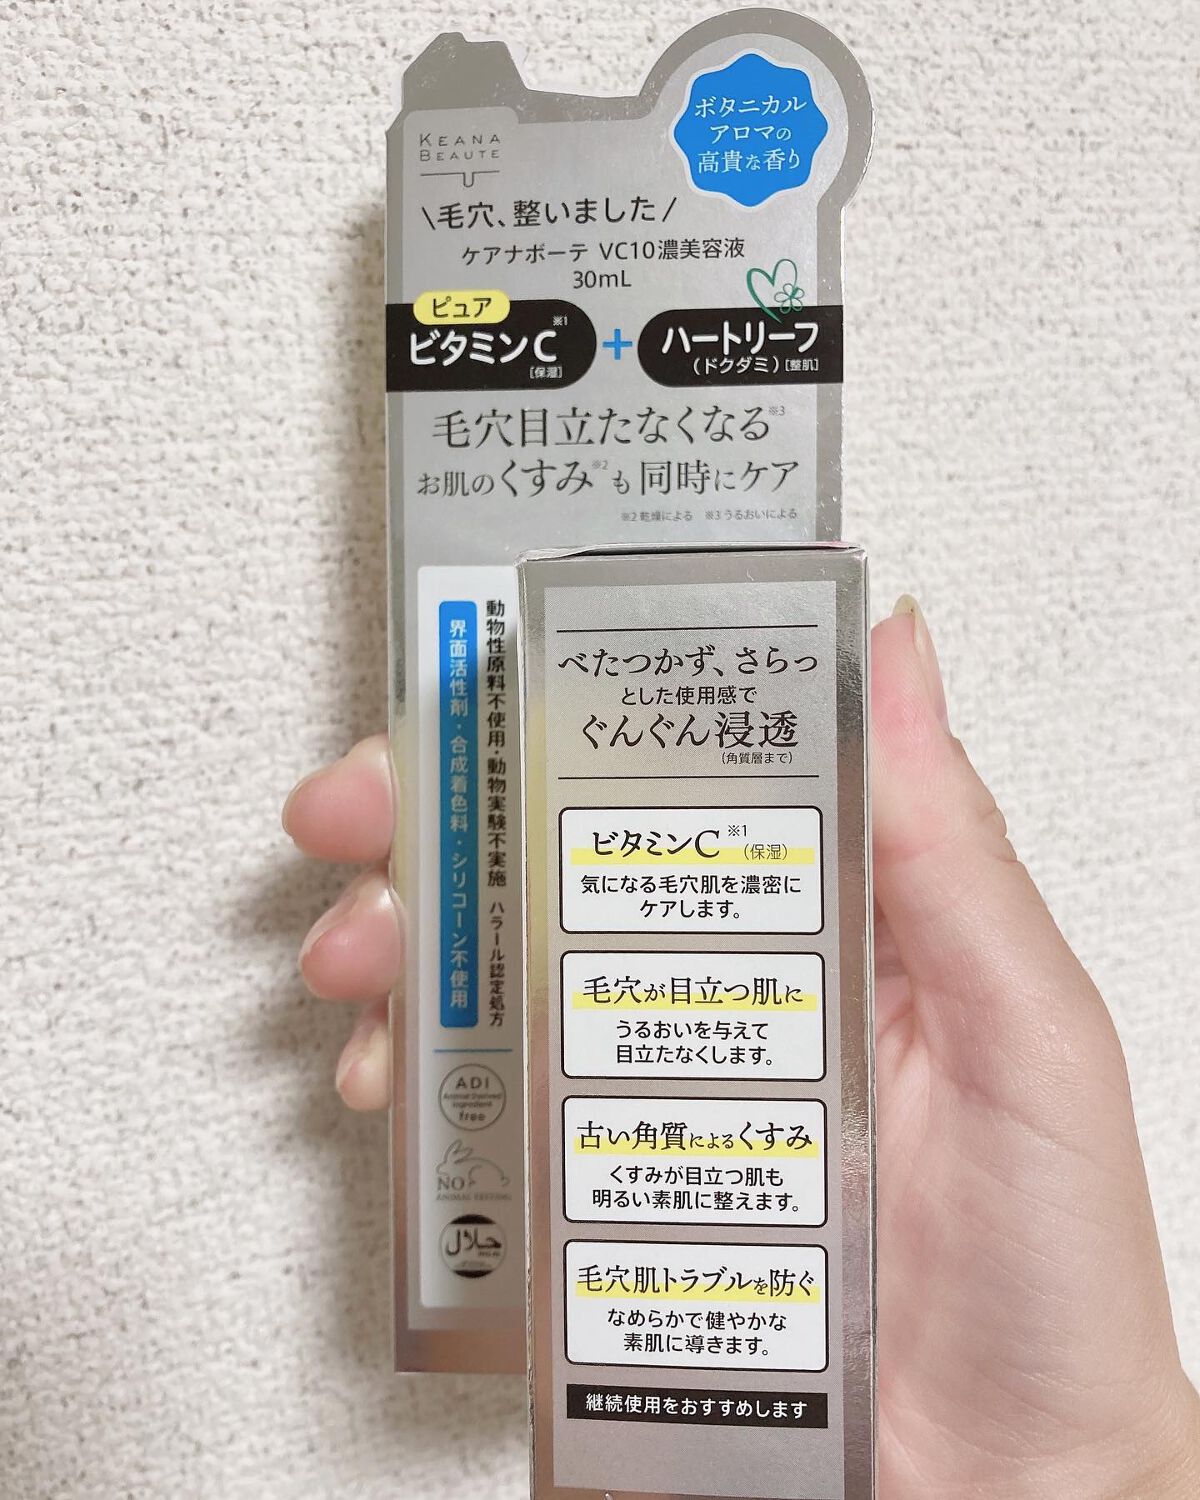 KEANA
BEAUTE
ボタニカル
アロマの
高貴な香り
\毛穴、整いました/
ケアナボーテ VC10濃美容液
30mL
ピュア
ビタミンC※1
[保湿]
+
ハートリーフ
(ドクダミ)[整肌]
毛穴目立たなくなる※3
お肌のくすみ※2も同時にケア
※2 乾燥による ※3 うるおいによる
動物性原料不使用・動物実験不実施 ハラール認定処方
界面活性剤・合成着色料・シリコーン不使用
ADI
Animal Derived
Ingredient
free
NO
ANIMAL TESTING
حلال
べたつかず、さらっ
とした使用感で
ぐんぐん浸透
(角質層まで)
ビタミンC※1(保湿)
気になる毛穴肌を濃密に
ケアします。
毛穴が目立つ肌に
うるおいを与えて
目立たなくします。
古い角質によるくすみ
くすみが目立つ肌も
明るい素肌に整えます。
毛穴肌トラブルを防ぐ
なめらかで健やかな
素肌に導きます。
継続使用をおすすめします